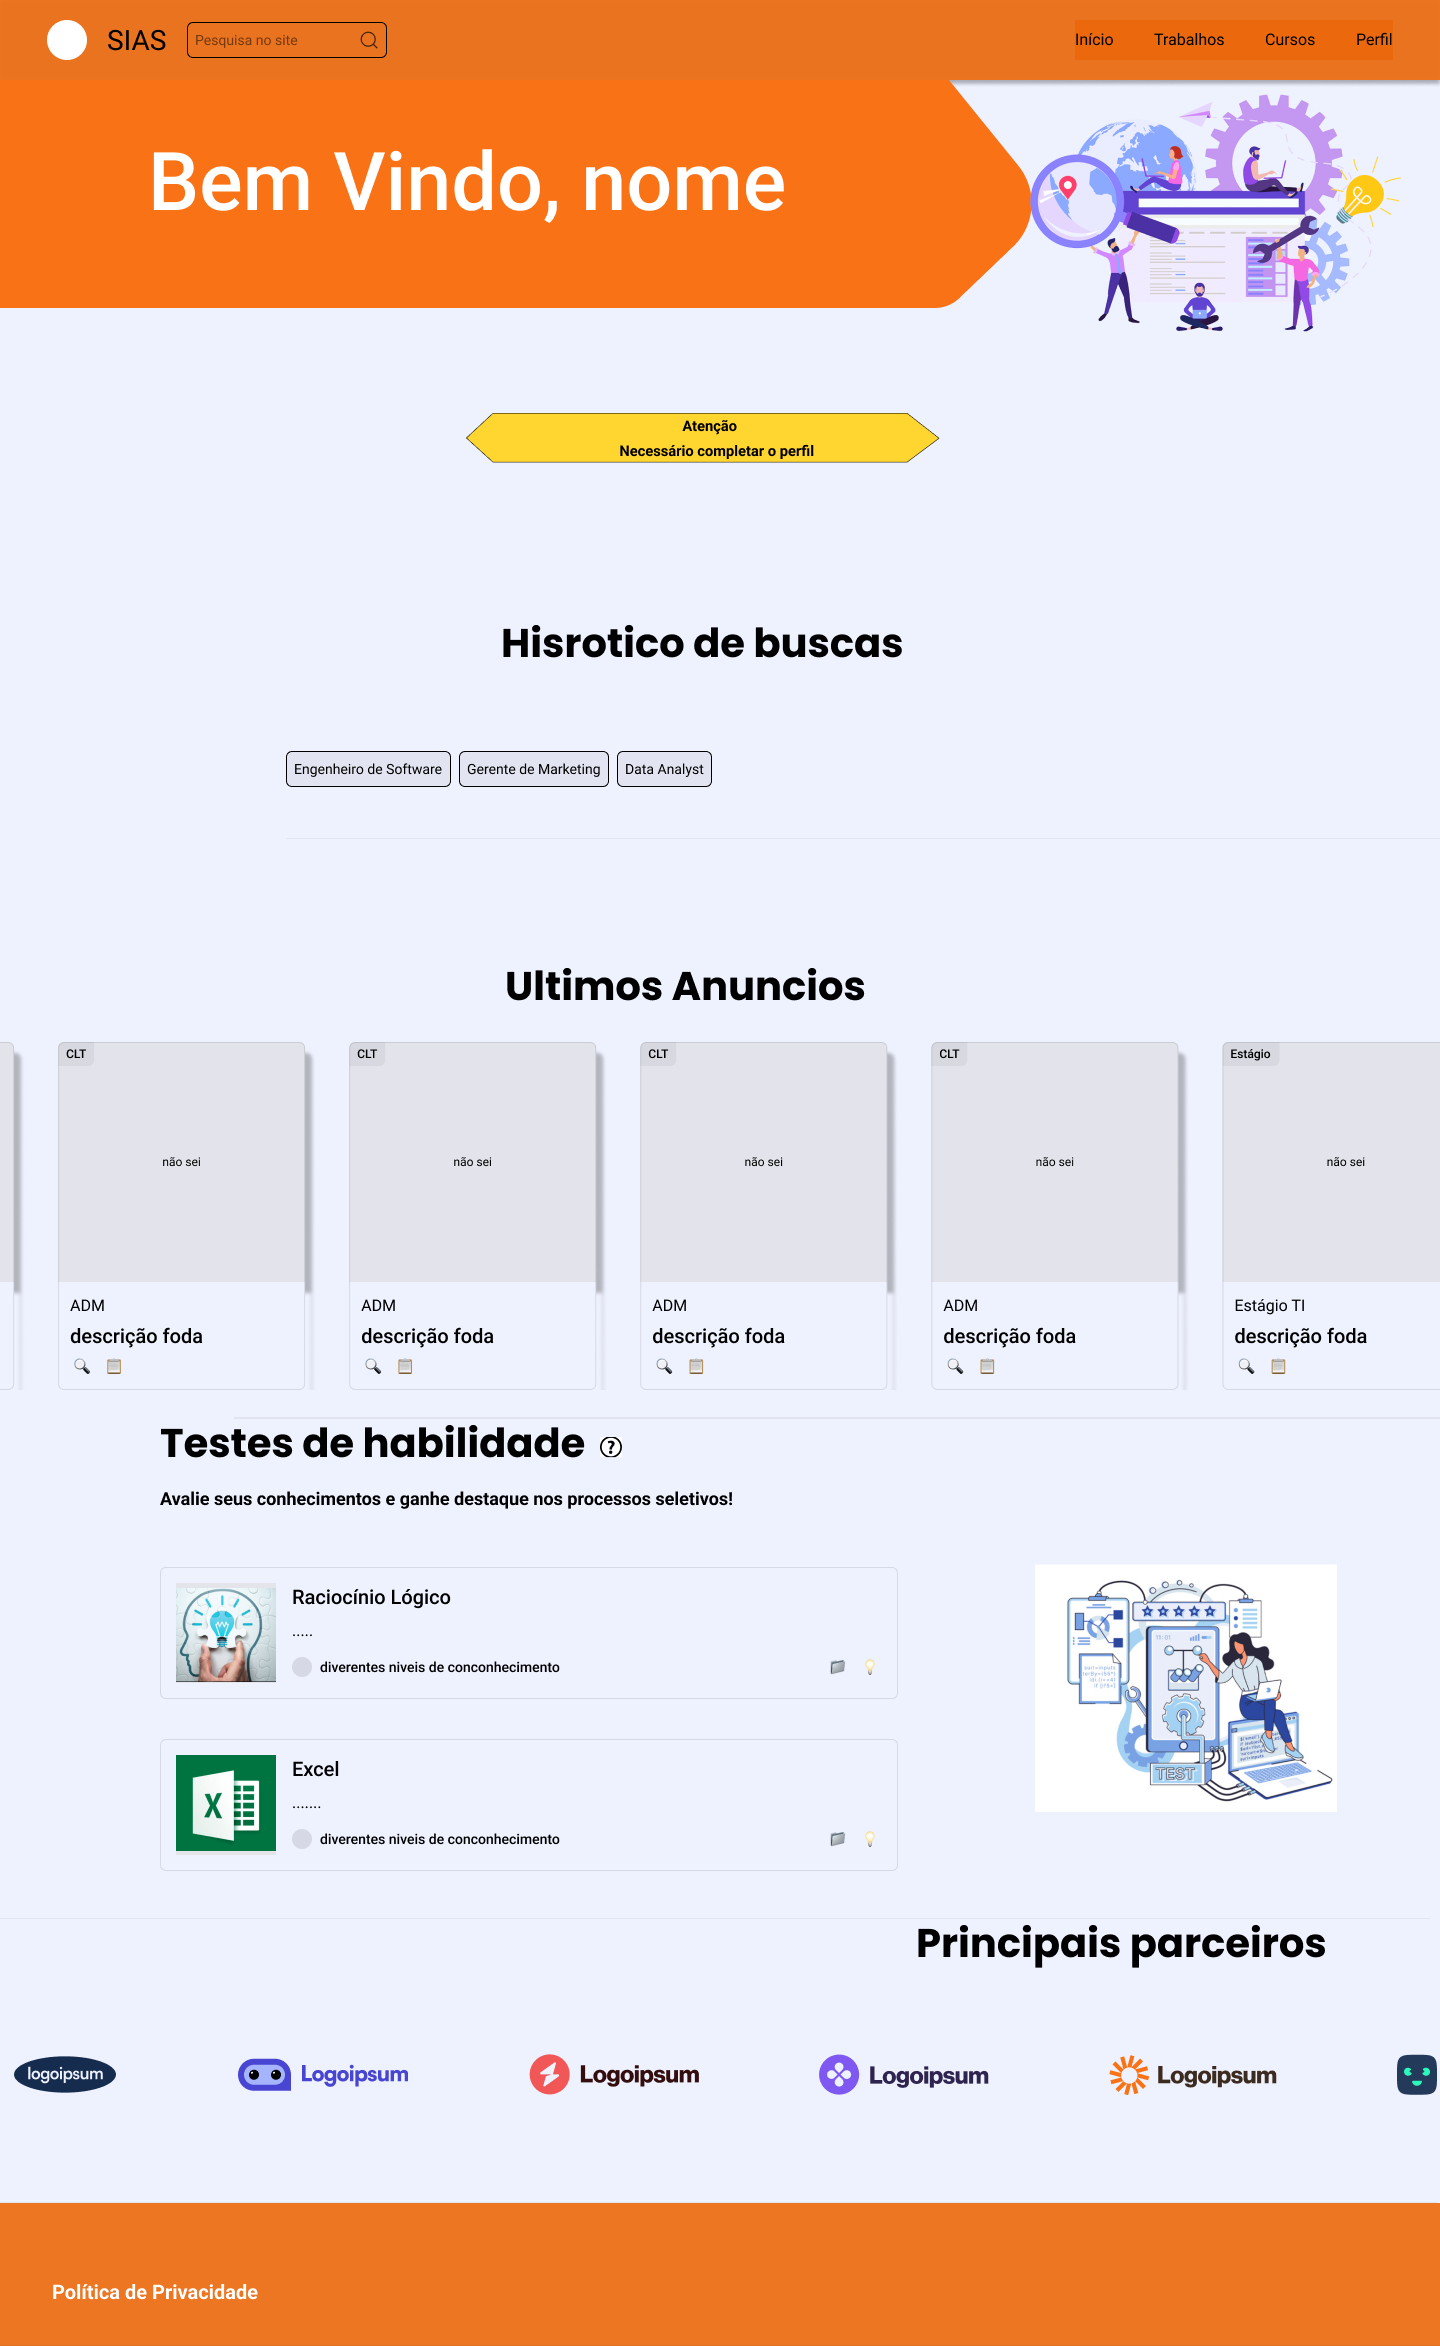 SIAS
Pesquisa no site
Início
Trabalhos
Cursos
Perfil
Bem Vindo, nome
Atenção
Necessário completar o perfil
Hisrotico de buscas
Engenheiro de Software
Gerente de Marketing
Data Analyst
Ultimos Anuncios
CLT
CLT
CLT
CLT
Estágio
não sei
não sei
não sei
não sei
não sei
ADM
ADM
ADM
ADM
Estágio TI
descrição foda
descrição foda
descrição foda
descrição foda
descrição foda
Testes de habilidade
Avalie seus conhecimentos e ganhe destaque nos processos seletivos!
Raciocínio Lógico
.....
diverentes niveis de conconhecimento
Excel
.......
diverentes niveis de conconhecimento
TEST
Principais parceiros
logoipsum
Logoipsum
Logoipsum
Logoipsum
Logoipsum
Política de Privacidade